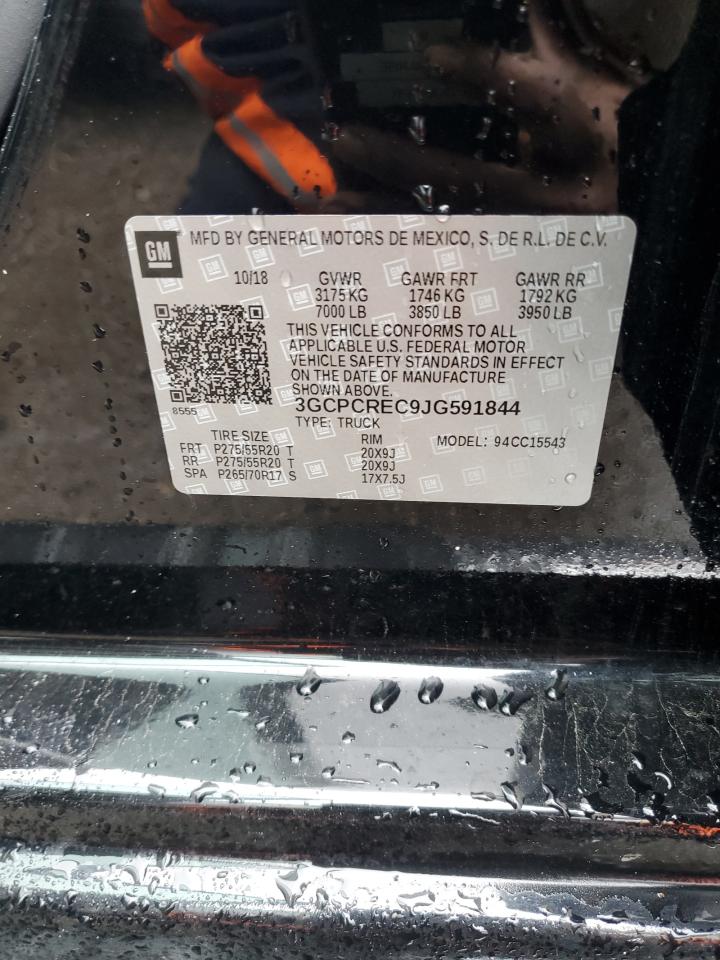 GM MFD BY GENERAL MOTORS DE MEXICO, S. DE R.L. DE C.V.
10/18 GVWR GAWR FRT GAWR RR
3175 KG 1746 KG 1792 KG
7000 LB 3850 LB 3950 LB
THIS VEHICLE CONFORMS TO ALL
APPLICABLE U.S. FEDERAL MOTOR
VEHICLE SAFETY STANDARDS IN EFFECT
ON THE DATE OF MANUFACTURE
SHOWN ABOVE.
8555 3GCPCREC9JG591844
TYPE: TRUCK
TIRE SIZE RIM MODEL: 94CC15543
FRT P275/55R20 T 20X9J
RR P275/55R20 T 20X9J
SPA P265/70R17 S 17X7.5J